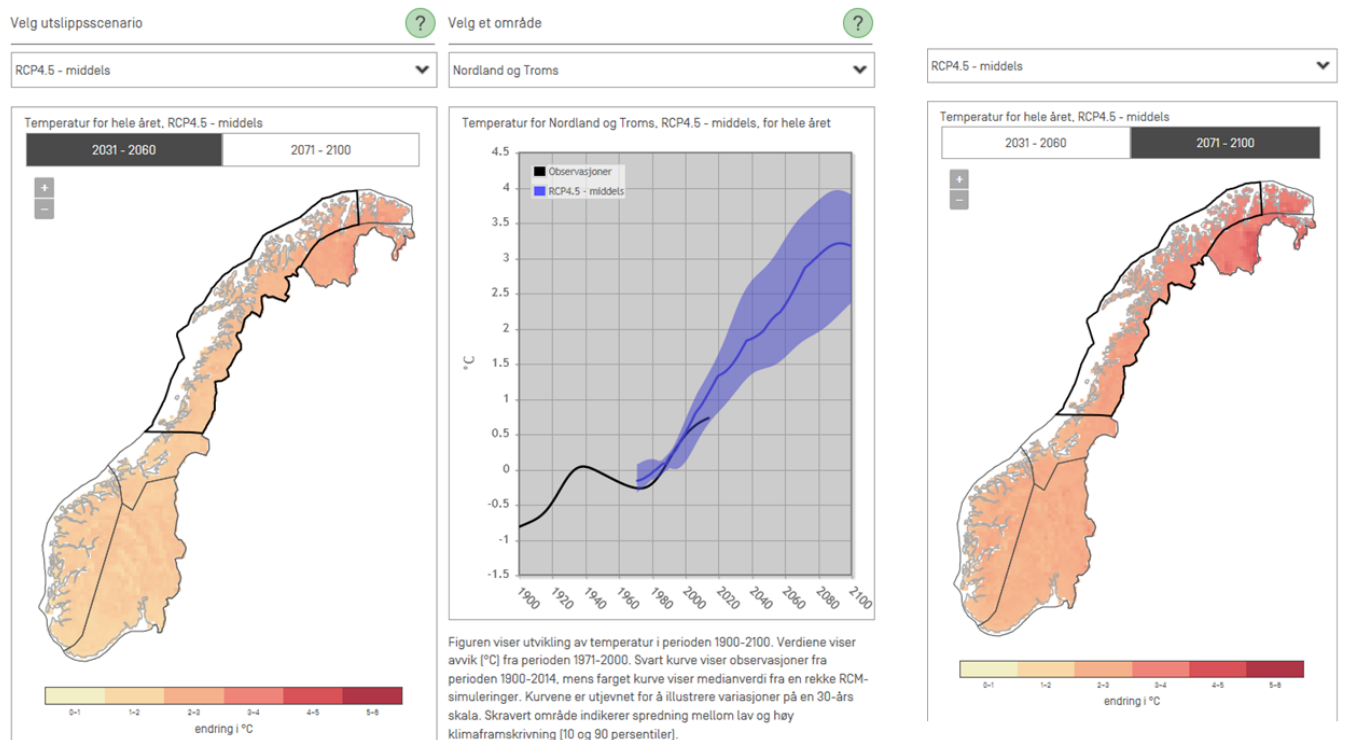 Velg utslippsscenario
?
RCP4.5 - middels
Temperatur for hele året, RCP4.5 - middels
2031 - 2060
2071 - 2100
+
−
0-1
1-2
2-3
3-4
4-5
5-6
endring i °C
Velg et område
?
Nordland og Troms
Temperatur for Nordland og Troms, RCP4.5 - middels, for hele året
Observasjoner
RCP4.5 - middels
°C
4.5
4
3.5
3
2.5
2
1.5
1
0.5
0
-0.5
-1
-1.5
1900
1920
1940
1960
1980
2000
2020
2040
2060
2080
2100
Figuren viser utvikling av temperatur i perioden 1900-2100. Verdiene viser
avvik (°C) fra perioden 1971-2000. Svart kurve viser observasjoner fra
perioden 1900-2014, mens farget kurve viser medianverdi fra en rekke RCM-
simuleringer. Kurvene er utjevnet for å illustrere variasjoner på en 30-års
skala. Skravert område indikerer spredning mellom lav og høy
klimaframskrivning (10 og 90 persentiler).
RCP4.5 - middels
Temperatur for hele året, RCP4.5 - middels
2031 - 2060
2071 - 2100
+
−
0-1
1-2
2-3
3-4
4-5
5-6
endring i °C